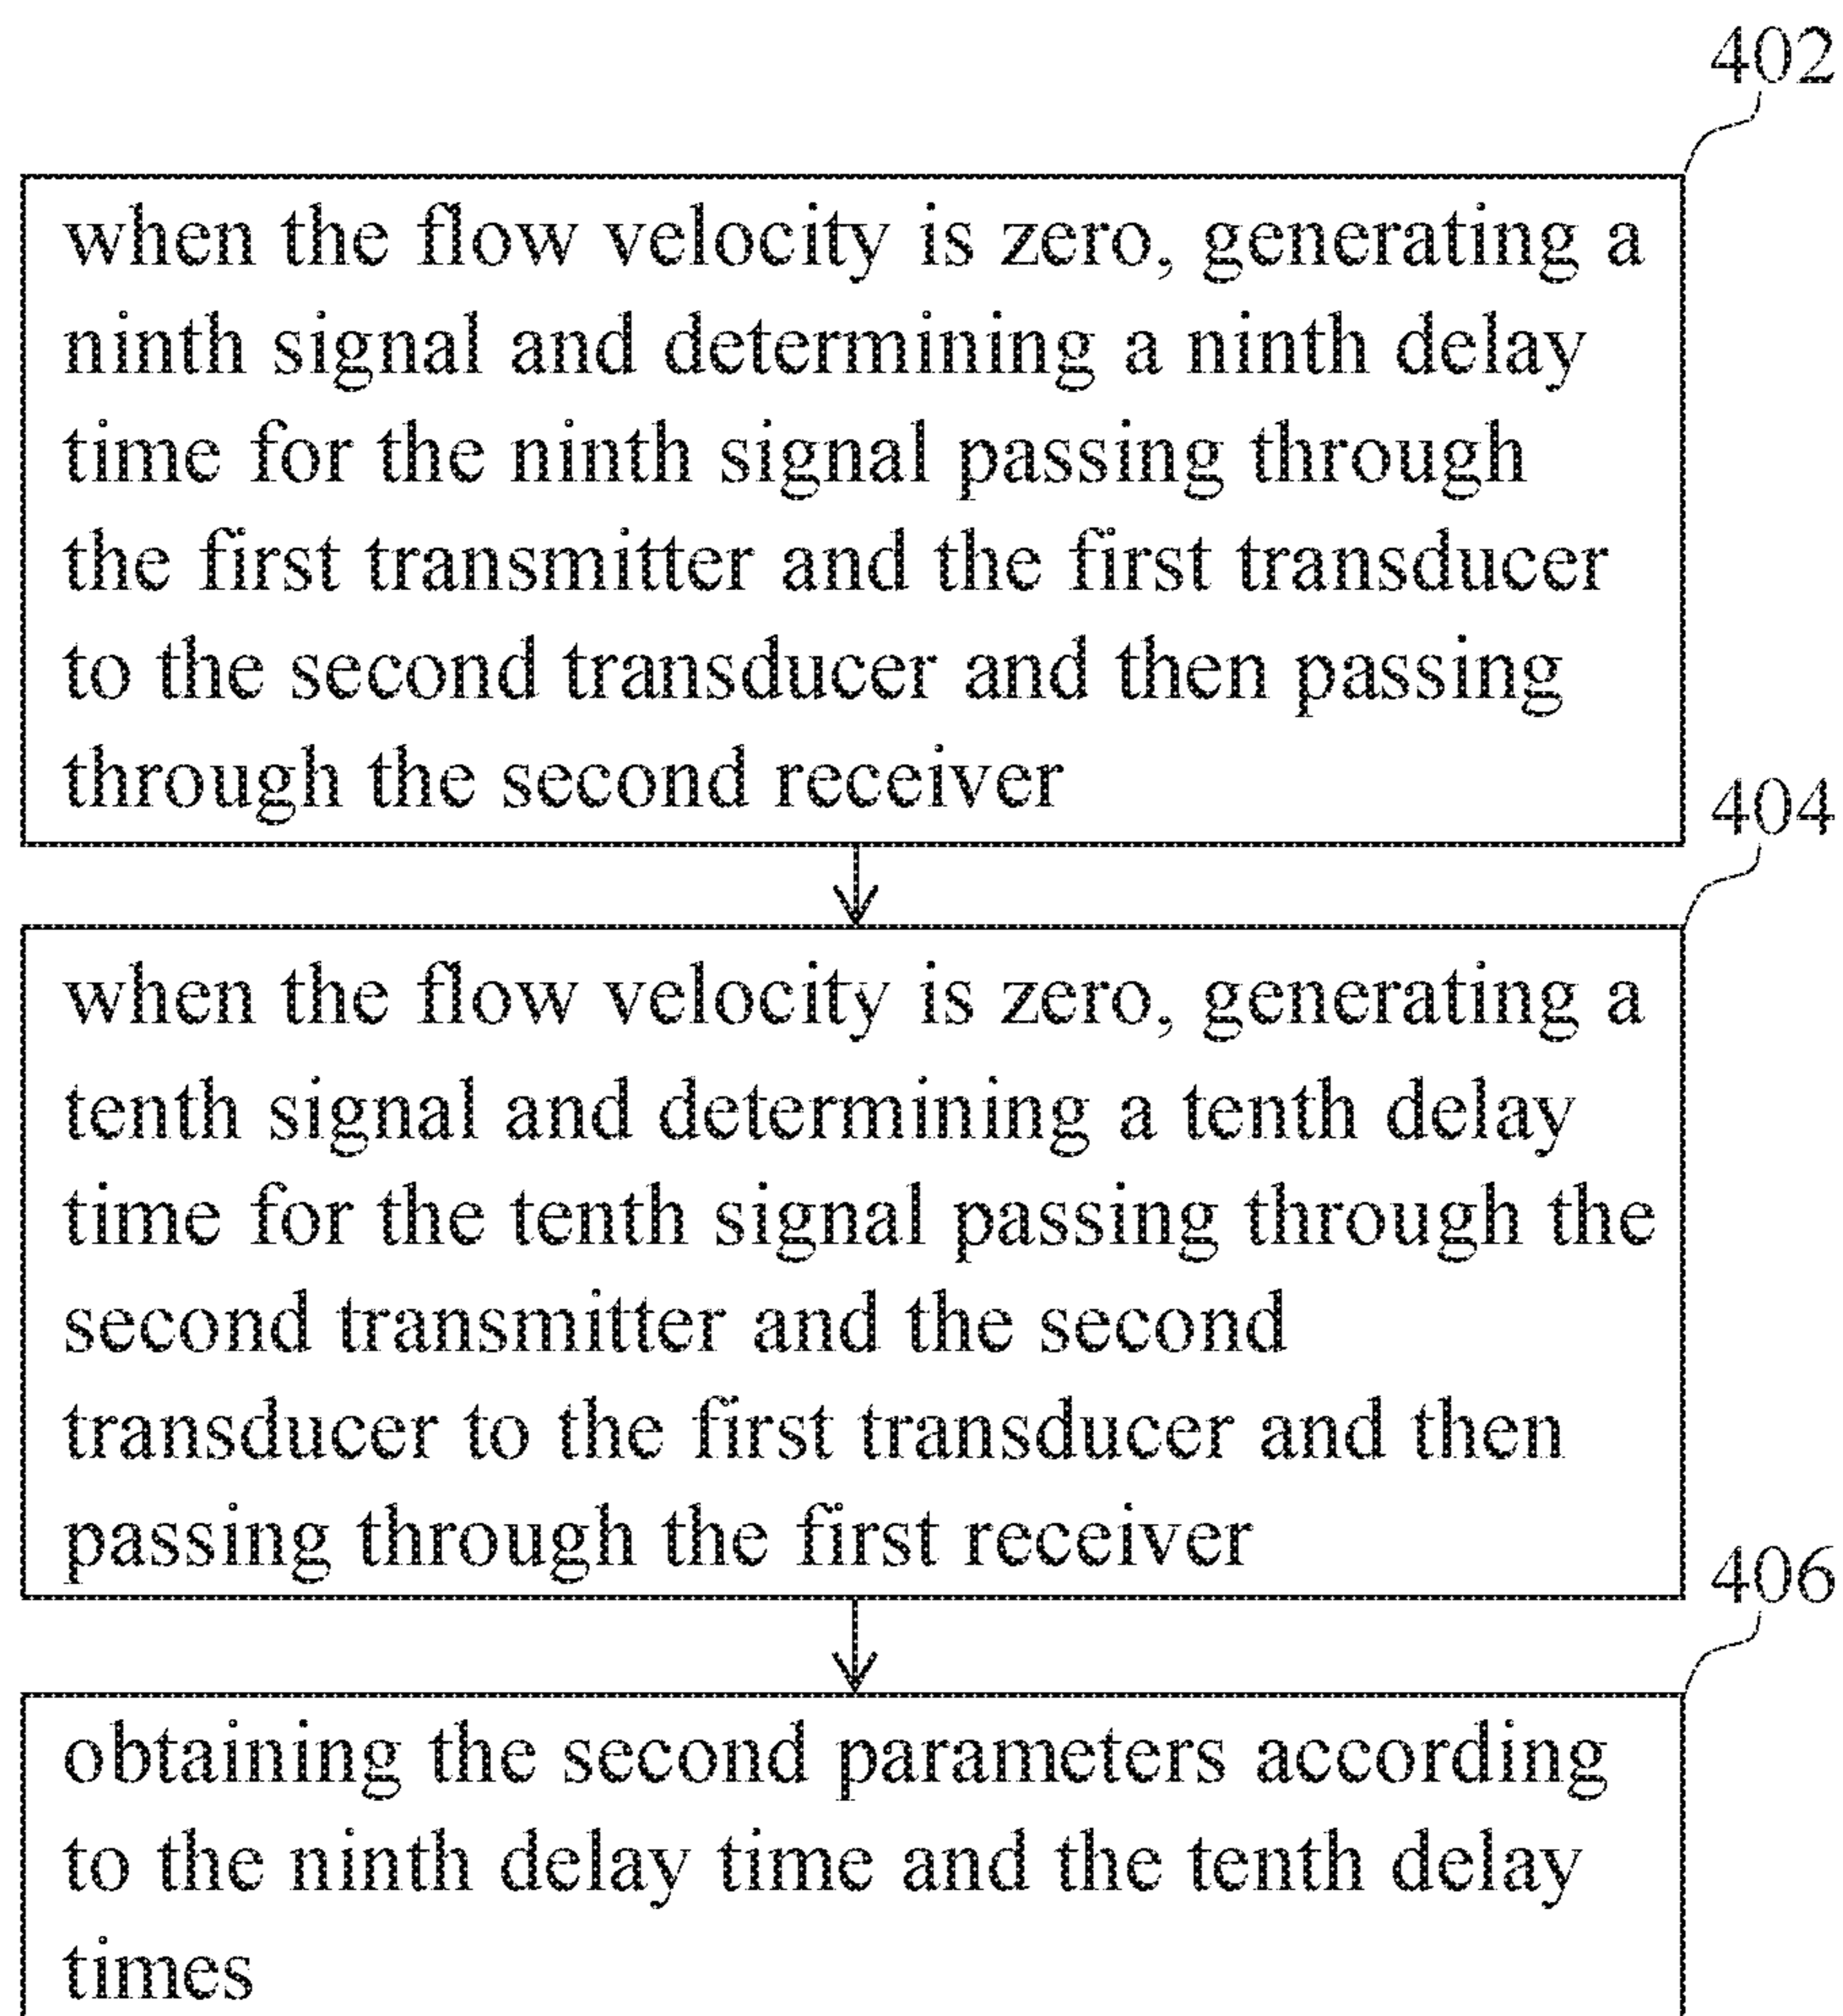 402
when the flow velocity is zero, generating a
ninth signal and determining a ninth delay
time for the ninth signal passing through
the first transmitter and the first transducer
to the second transducer and then passing
through the second receiver
404
when the flow velocity is zero, generating a
tenth signal and determining a tenth delay
time for the tenth signal passing through the
second transmitter and the second
transducer to the first transducer and then
passing through the first receiver
406
obtaining the second parameters according
to the ninth delay time and the tenth delay
times